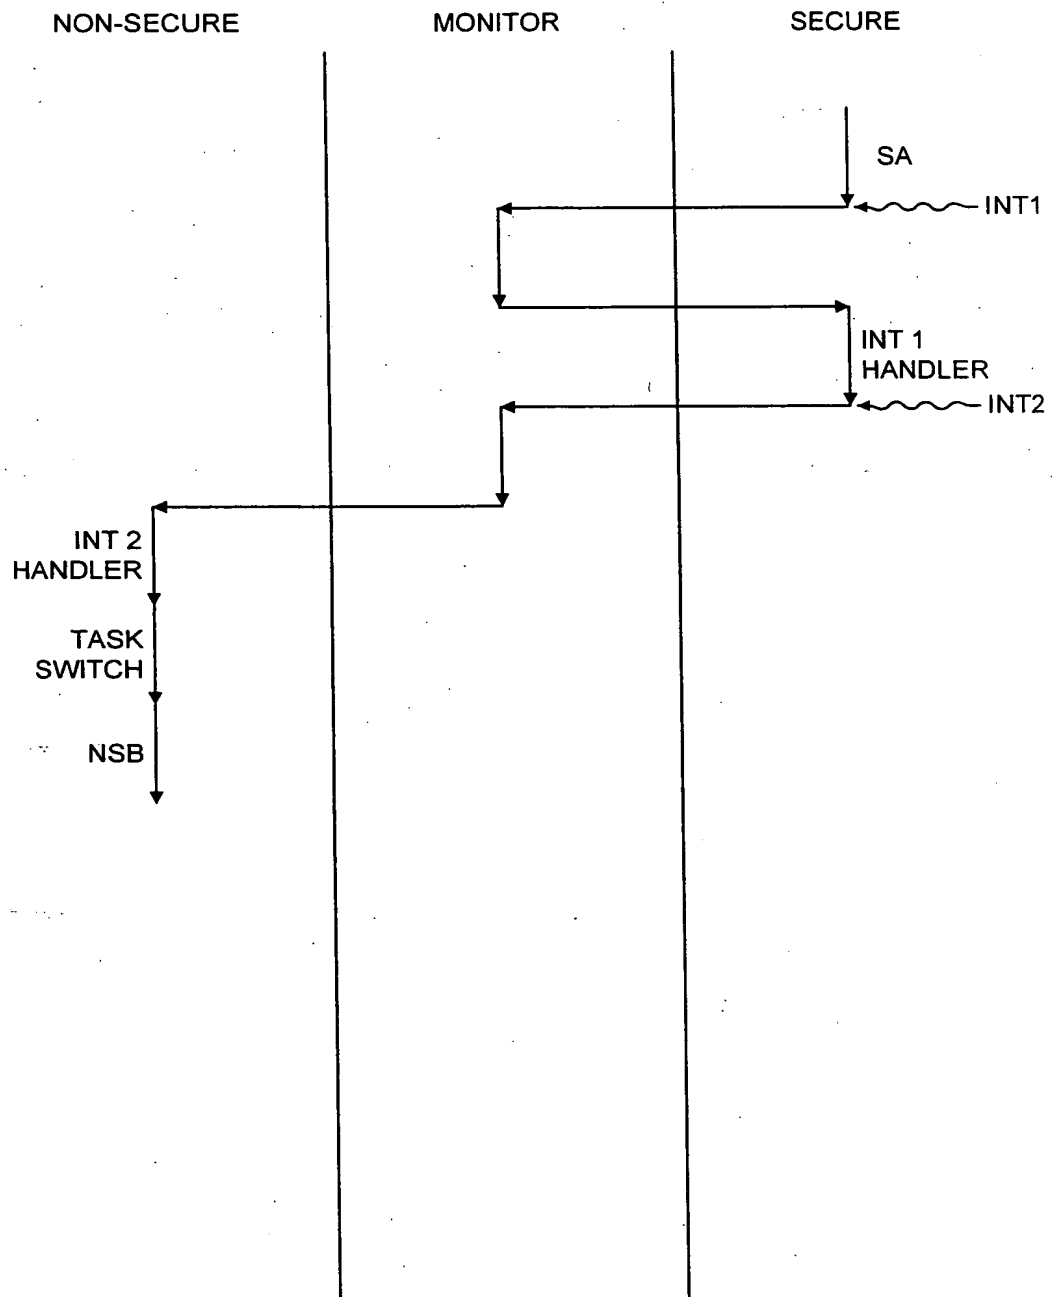 NON-SECURE
MONITOR
SECURE
SA
INT1
INT 1
HANDLER
INT2
INT 2
HANDLER
TASK
SWITCH
NSB